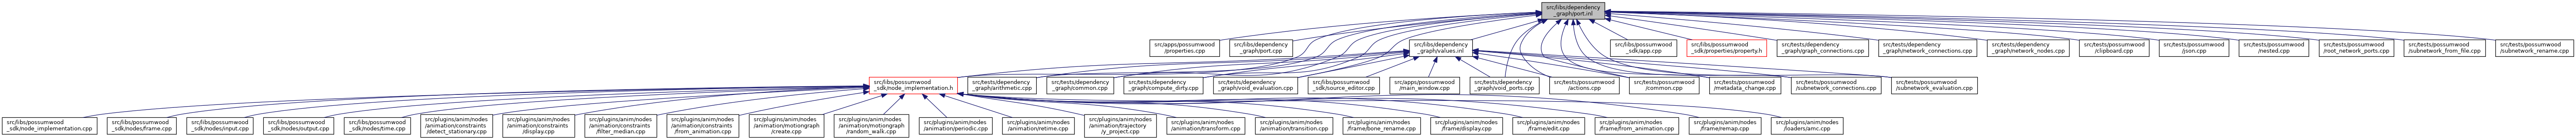 src/libs/dependency
_graph/port.inl
src/apps/possumwood
/properties.cpp
src/libs/dependency
_graph/port.cpp
src/libs/dependency
_graph/values.inl
src/libs/possumwood
_sdk/app.cpp
src/libs/possumwood
_sdk/properties/property.h
src/tests/dependency
_graph/graph_connections.cpp
src/tests/dependency
_graph/network_connections.cpp
src/tests/dependency
_graph/network_nodes.cpp
src/tests/possumwood
/clipboard.cpp
src/tests/possumwood
/json.cpp
src/tests/possumwood
/nested.cpp
src/tests/possumwood
/root_network_ports.cpp
src/tests/possumwood
/subnetwork_from_file.cpp
src/tests/possumwood
/subnetwork_rename.cpp
src/libs/possumwood
_sdk/node_implementation.h
src/tests/dependency
_graph/arithmetic.cpp
src/tests/dependency
_graph/common.cpp
src/tests/dependency
_graph/compute_dirty.cpp
src/tests/dependency
_graph/void_evaluation.cpp
src/libs/possumwood
_sdk/source_editor.cpp
src/apps/possumwood
/main_window.cpp
src/tests/dependency
_graph/void_ports.cpp
src/tests/possumwood
/actions.cpp
src/tests/possumwood
/common.cpp
src/tests/possumwood
/metadata_change.cpp
src/tests/possumwood
/subnetwork_connections.cpp
src/tests/possumwood
/subnetwork_evaluation.cpp
src/libs/possumwood
_sdk/node_implementation.cpp
src/libs/possumwood
_sdk/nodes/frame.cpp
src/libs/possumwood
_sdk/nodes/input.cpp
src/libs/possumwood
_sdk/nodes/output.cpp
src/libs/possumwood
_sdk/nodes/time.cpp
src/plugins/anim/nodes
/animation/constraints
/detect_stationary.cpp
src/plugins/anim/nodes
/animation/constraints
/display.cpp
src/plugins/anim/nodes
/animation/constraints
/filter_median.cpp
src/plugins/anim/nodes
/animation/constraints
/from_animation.cpp
src/plugins/anim/nodes
/animation/motiongraph
/create.cpp
src/plugins/anim/nodes
/animation/motiongraph
/random_walk.cpp
src/plugins/anim/nodes
/animation/periodic.cpp
src/plugins/anim/nodes
/animation/retime.cpp
src/plugins/anim/nodes
/animation/trajectory
/y_project.cpp
src/plugins/anim/nodes
/animation/transform.cpp
src/plugins/anim/nodes
/animation/transition.cpp
src/plugins/anim/nodes
/frame/bone_rename.cpp
src/plugins/anim/nodes
/frame/display.cpp
src/plugins/anim/nodes
/frame/edit.cpp
src/plugins/anim/nodes
/frame/from_animation.cpp
src/plugins/anim/nodes
/frame/remap.cpp
src/plugins/anim/nodes
/loaders/amc.cpp